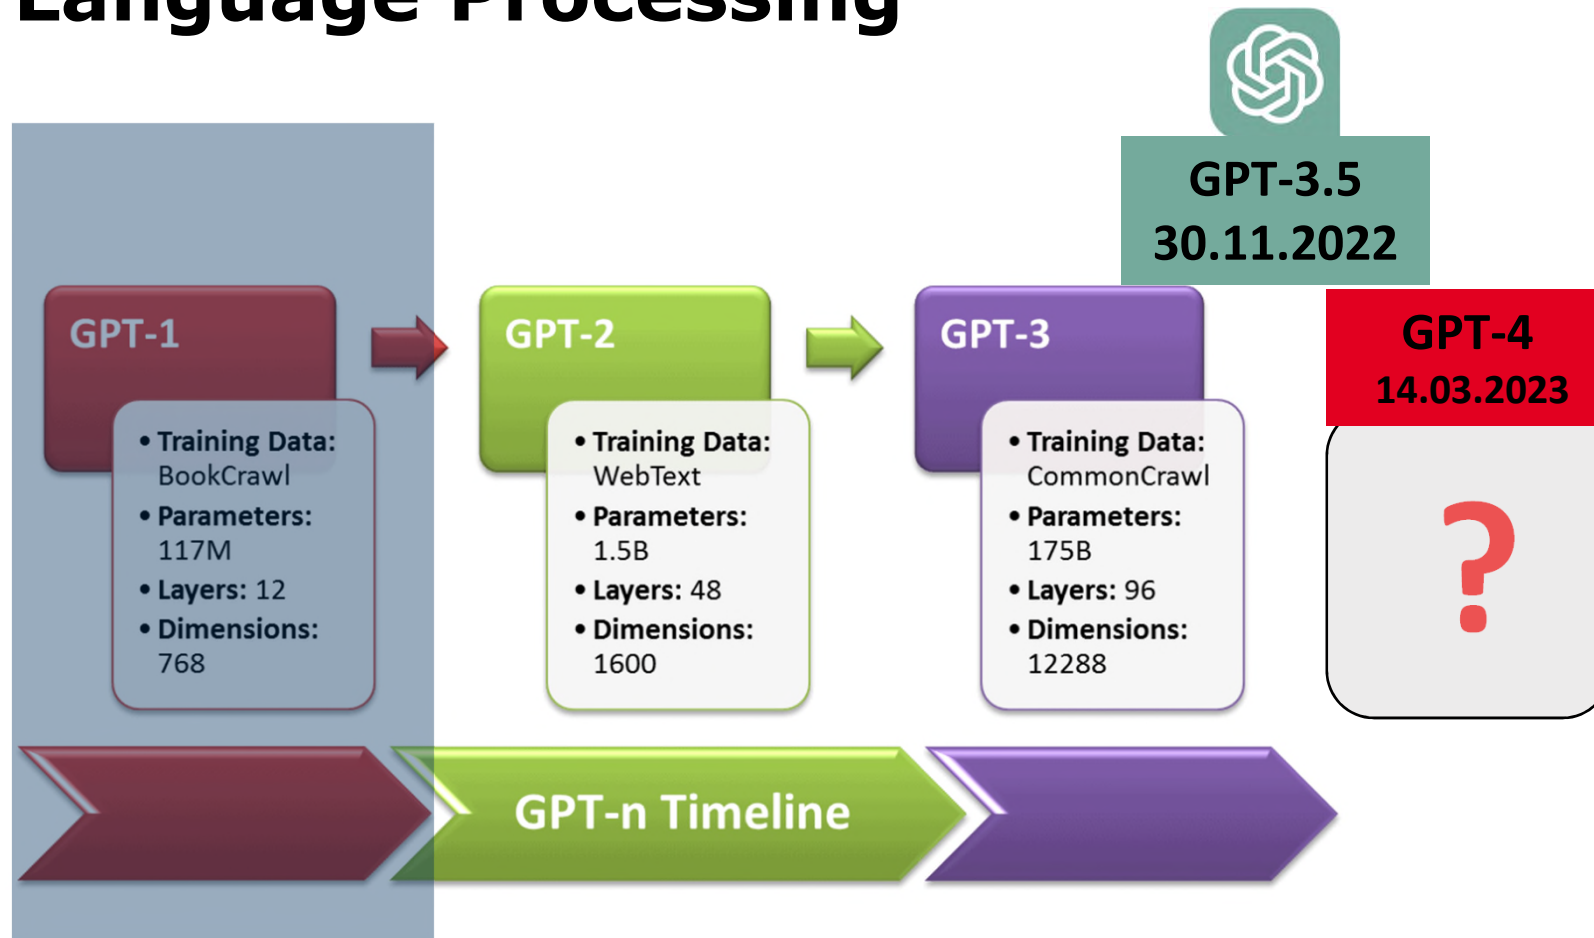 Language Processing
GPT-3.5
30.11.2022
GPT-1
GPT-2
GPT-3
GPT-4
14.03.2023
• Training Data:
BookCrawl
• Parameters:
117M
• Layers: 12
• Dimensions:
768
• Training Data:
WebText
• Parameters:
1.5B
• Layers: 48
• Dimensions:
1600
• Training Data:
CommonCrawl
• Parameters:
175B
• Layers: 96
• Dimensions:
12288
?
GPT-n Timeline